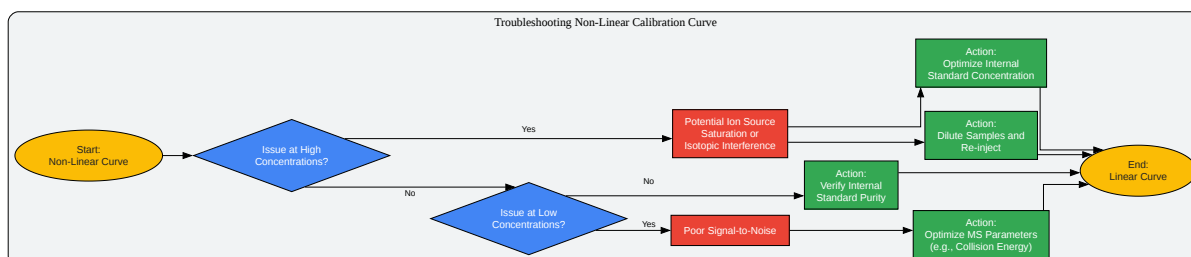 Troubleshooting Non-Linear Calibration Curve
Start:
Non-Linear Curve
Issue at High
Concentrations?
Yes
No
Potential Ion Source
Saturation or
Isotopic Interference
Action:
Optimize Internal
Standard Concentration
Action:
Dilute Samples and
Re-inject
Issue at Low
Concentrations?
No
Yes
Action:
Verify Internal
Standard Purity
Poor Signal-to-Noise
Action:
Optimize MS Parameters
(e.g., Collision Energy)
End:
Linear Curve